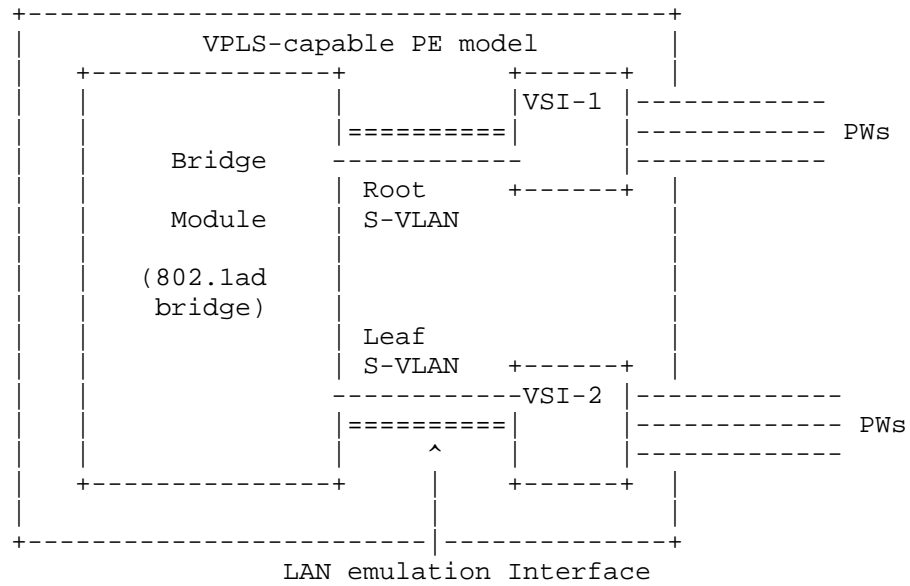 VPLS-capable PE model
VSI-1
PWs
Bridge
Root
Module S-VLAN
(802.1ad
bridge)
Leaf
S-VLAN
VSI-2
PWs
LAN emulation Interface